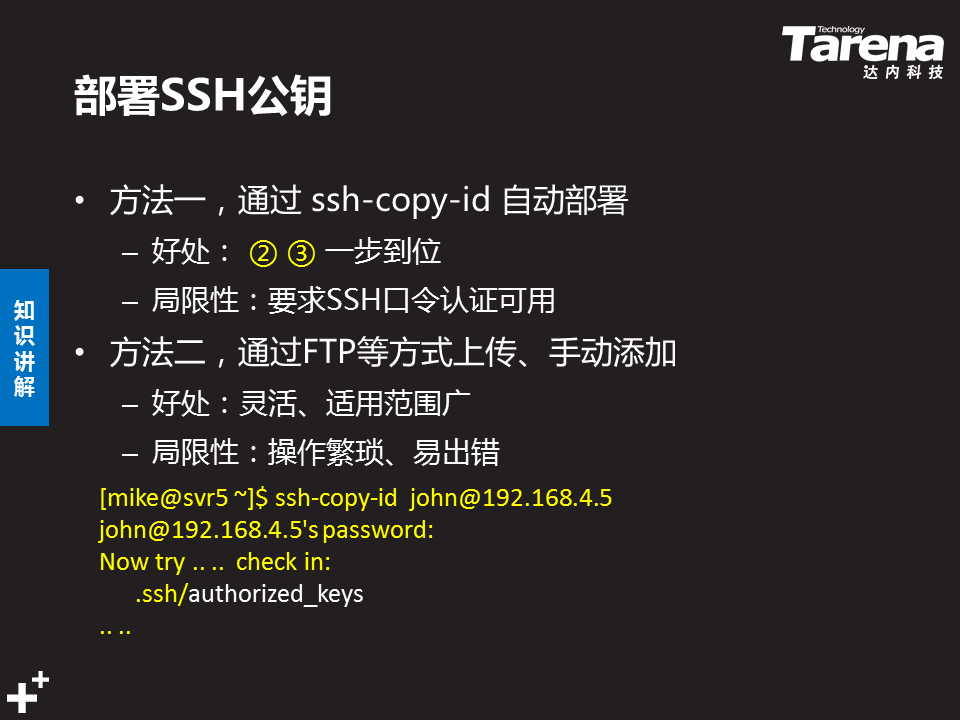 Technology
Tarena
达内科技
部署SSH公钥
• 方法一，通过 ssh-copy-id 自动部署
– 好处： ② ③ 一步到位
– 局限性：要求SSH口令认证可用
• 方法二，通过FTP等方式上传、手动添加
– 好处：灵活、适用范围广
– 局限性：操作繁琐、易出错
知识讲解
[mike@svr5 ~]$ ssh-copy-id john@192.168.4.5
john@192.168.4.5's password:
Now try .. .. check in:
.ssh/authorized_keys
.. ..